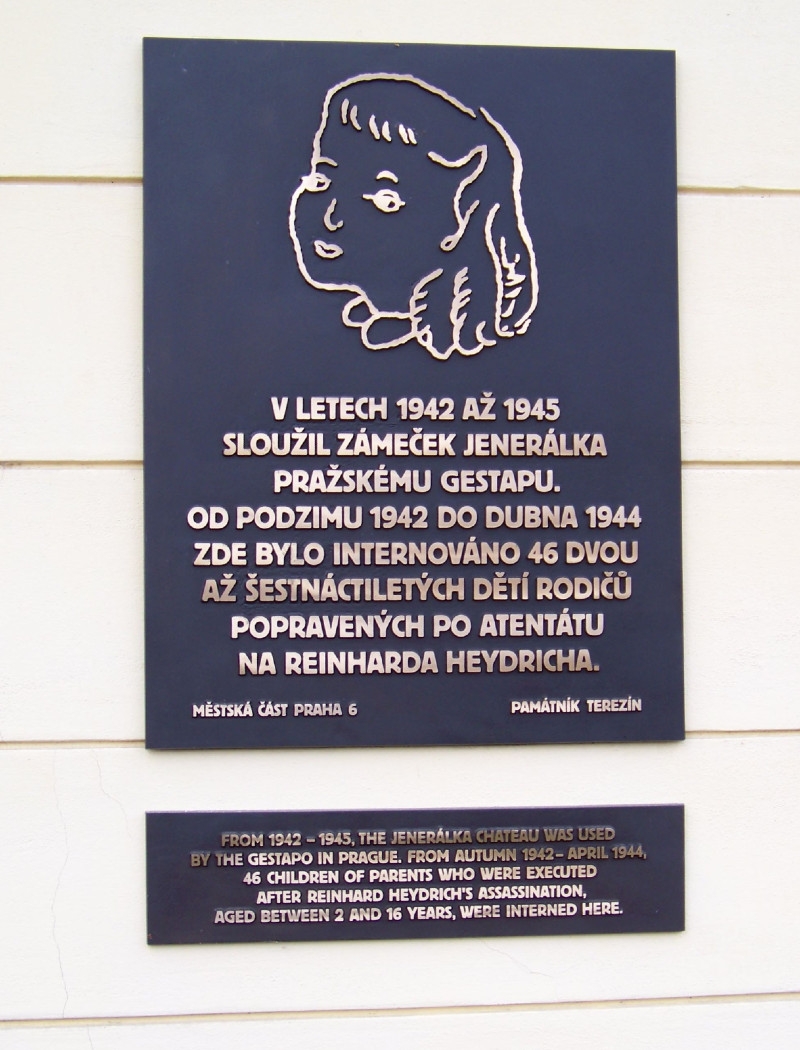 V LETECH 1942 AŽ 1945
SLOUŽIL ZÁMEČEK JENERÁLKA
PRAŽSKÉMU GESTAPU.
OD PODZIMU 1942 DO DUBNA 1944
ZDE BYLO INTERNOVÁNO 46 DVOU
AŽ ŠESTNÁCTILETÝCH DĚTÍ RODIČŮ
POPRAVENÝCH PO ATENTÁTU
NA REINHARDA HEYDRICHA.
MĚSTSKÁ ČÁST PRAHA 6
PAMÁTNÍK TEREZÍN
FROM 1942 – 1945, THE JENERÁLKA CHATEAU WAS USED
BY THE GESTAPO IN PRAGUE. FROM AUTUMN 1942 – APRIL 1944,
46 CHILDREN OF PARENTS WHO WERE EXECUTED
AFTER REINHARD HEYDRICH'S ASSASSINATION,
AGED BETWEEN 2 AND 16 YEARS, WERE INTERNED HERE.